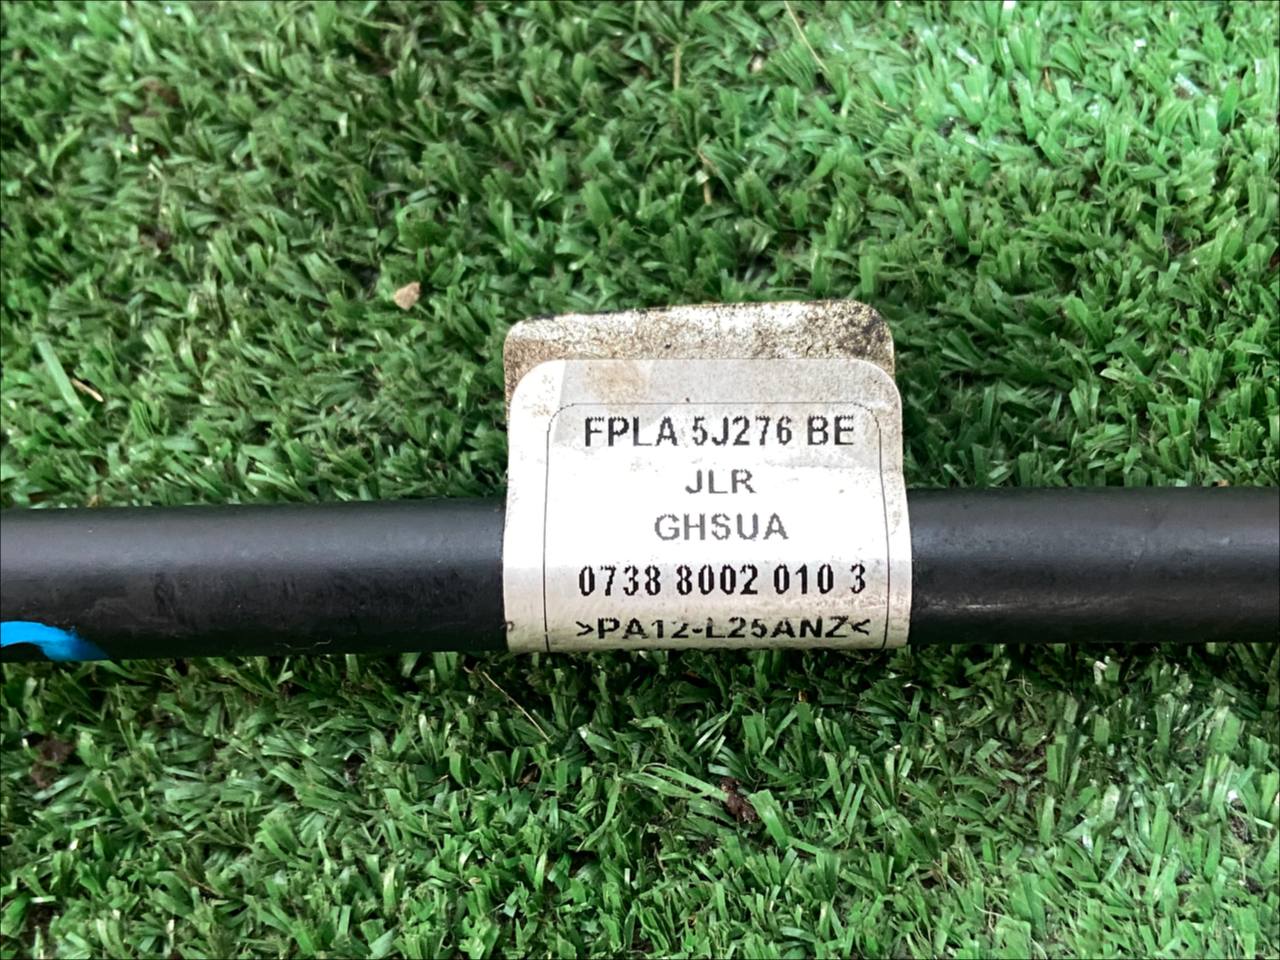 FPLA 5J276 BE
JLR
GHSUA
0738 8002 010 3
>PA12-L25ANZ<